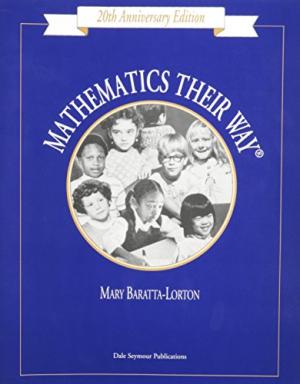 20th Anniversary Edition
MATHEMATICS THEIR WAY®
MARY BARATTA-LORTON
Dale Seymour Publications